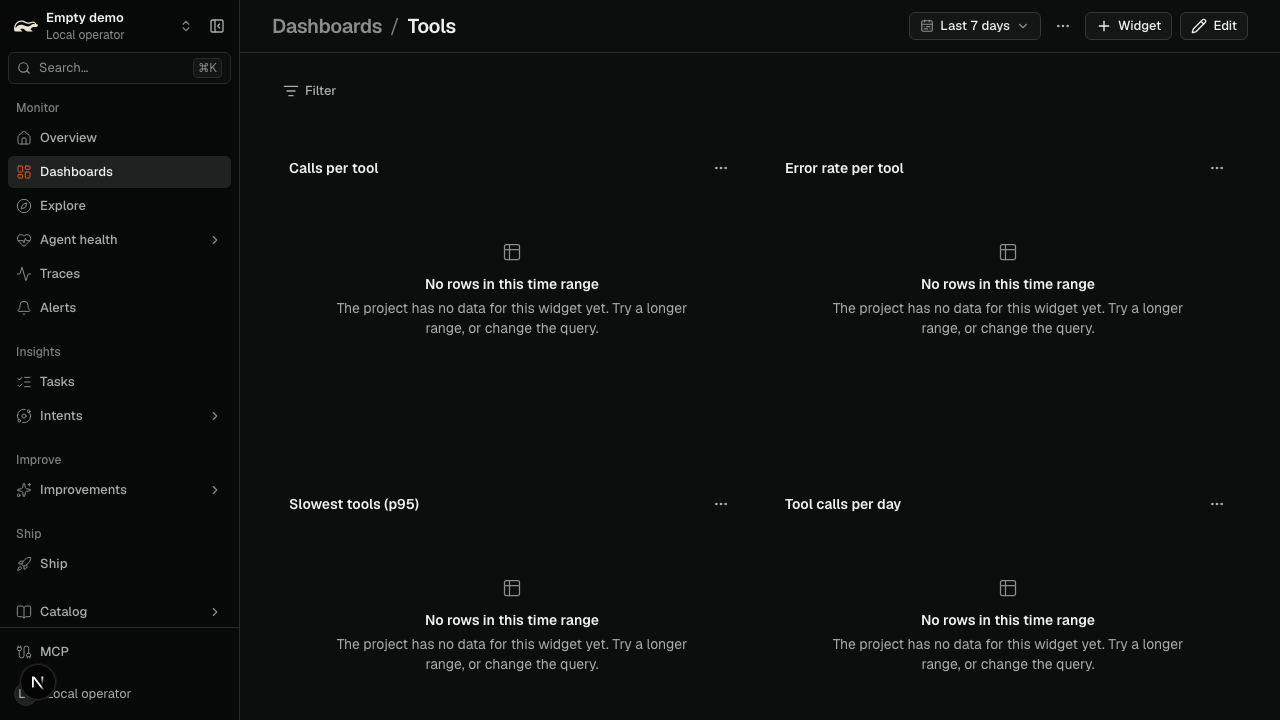 Empty demo
Local operator
Search...
⌘K
Monitor
Overview
Dashboards
Explore
Agent health
Traces
Alerts
Insights
Tasks
Intents
Improve
Improvements
Ship
Ship
Catalog
MCP
N
Local operator
Dashboards / Tools
Last 7 days
Widget
Edit
Filter
Calls per tool
No rows in this time range
The project has no data for this widget yet. Try a longer
range, or change the query.
Error rate per tool
No rows in this time range
The project has no data for this widget yet. Try a longer
range, or change the query.
Slowest tools (p95)
No rows in this time range
The project has no data for this widget yet. Try a longer
range, or change the query.
Tool calls per day
No rows in this time range
The project has no data for this widget yet. Try a longer
range, or change the query.